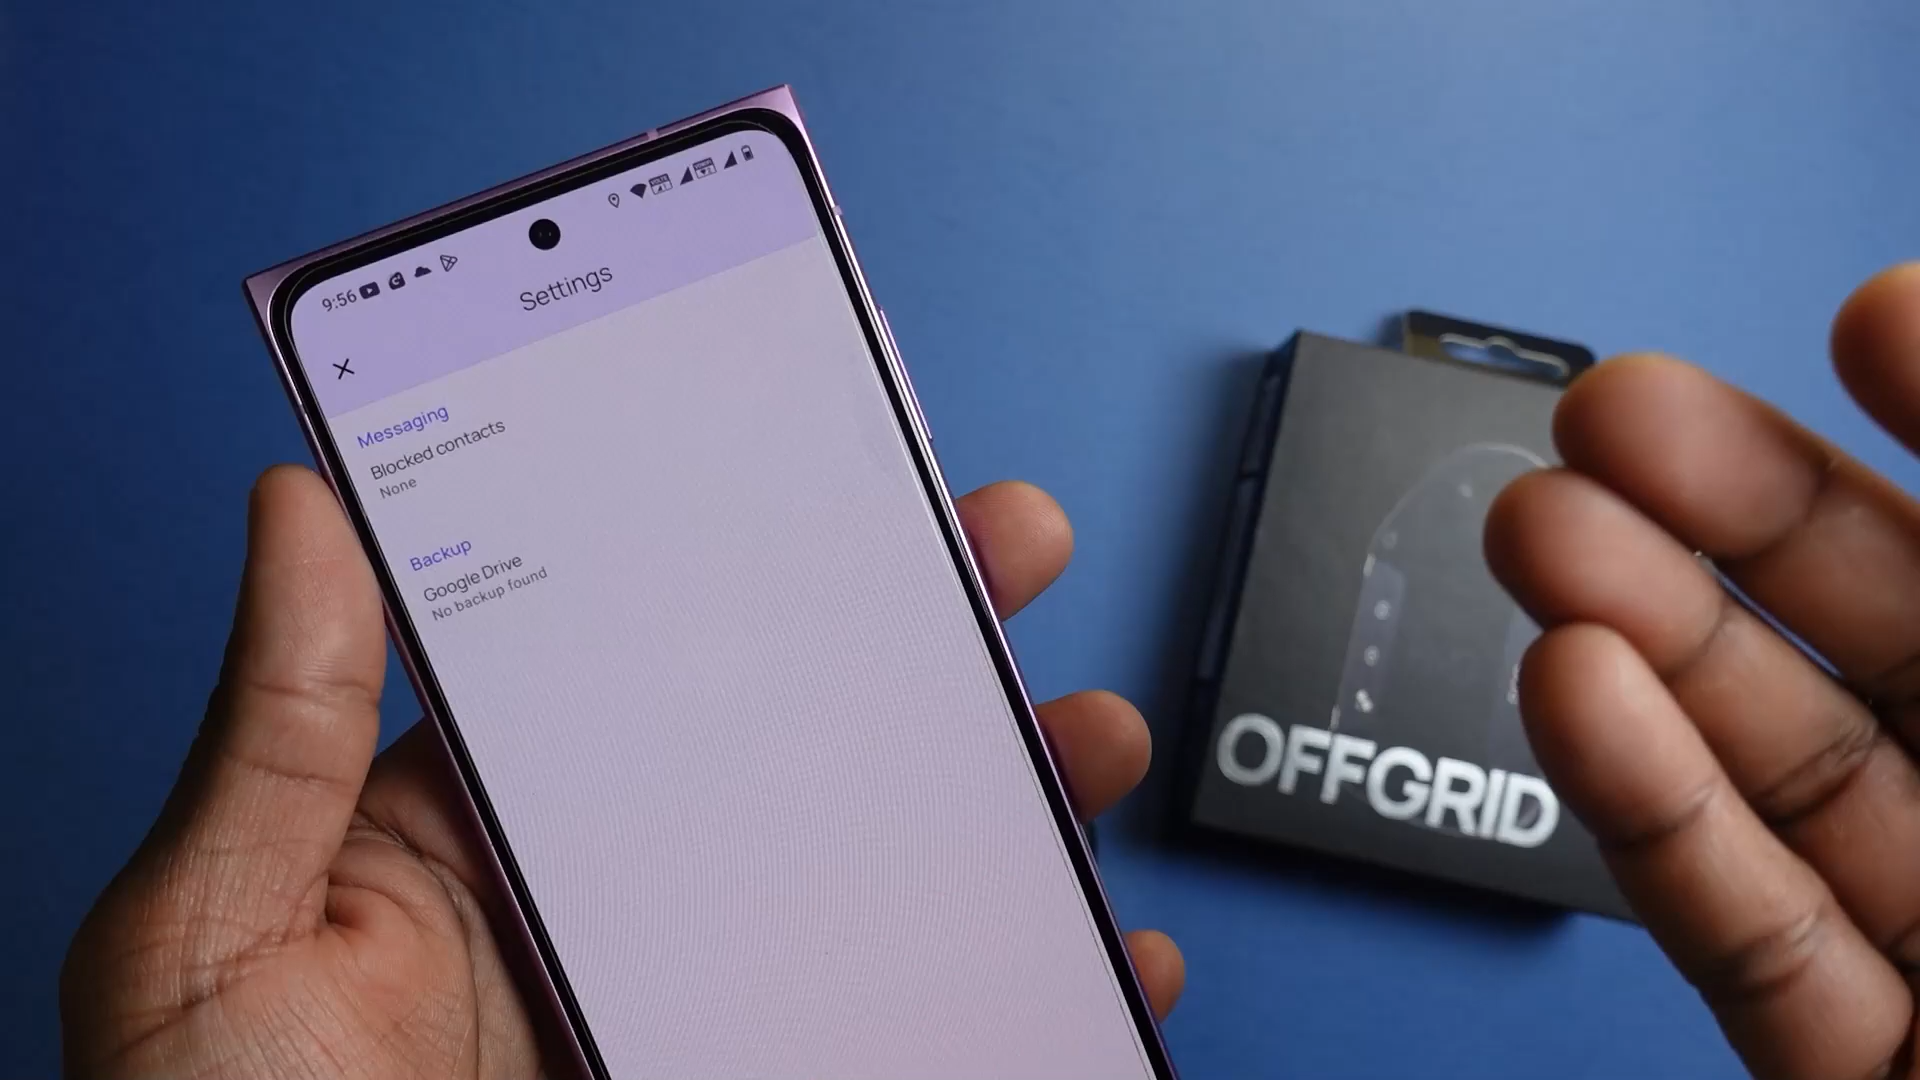 9:56
Settings
Messaging
Blocked contacts
None
Backup
Google Drive
No backup found
OFFGRID